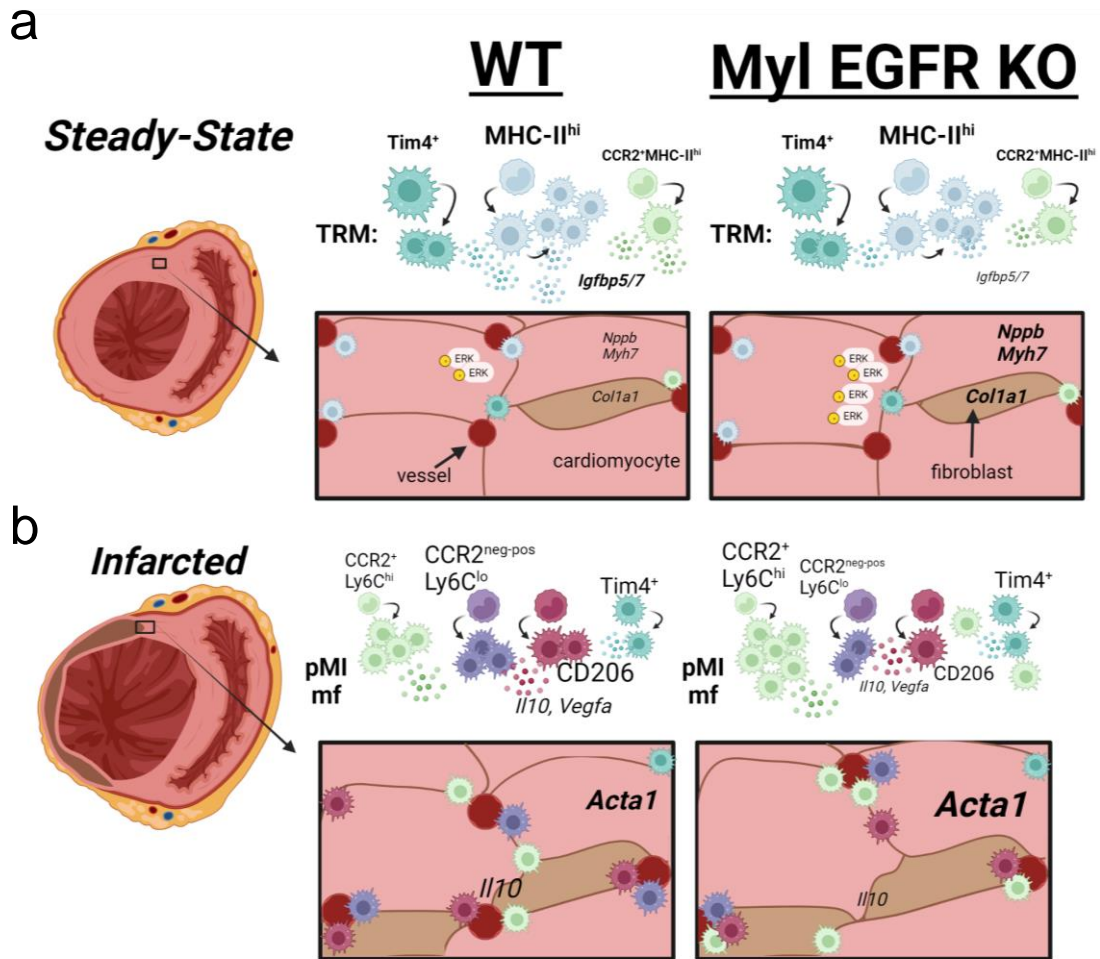 a
WT
Myl EGFR KO
Steady-State
Tim4⁺
MHC-IIʰⁱ
CCR2⁺MHC-IIʰⁱ
TRM:
Igfbp5/7
Tim4⁺
MHC-IIʰⁱ
CCR2⁺MHC-IIʰⁱ
TRM:
Igfbp5/7
ERK
ERK
Nppb
Myh7
Col1a1
vessel
cardiomyocyte
ERK
ERK
ERK
ERK
Nppb
Myh7
Col1a1
fibroblast
b
Infarcted
CCR2⁺
Ly6Cʰⁱ
CCR2ⁿᵉᵍ⁻ᵖᵒˢ
Ly6Cˡᵒ
Tim4⁺
pMI
mf
CD206
Il10, Vegfa
CCR2⁺
Ly6Cʰⁱ
CCR2ⁿᵉᵍ⁻ᵖᵒˢ
Ly6Cˡᵒ
Tim4⁺
pMI
mf
CD206
Il10, Vegfa
Acta1
Il10
Acta1
Il10